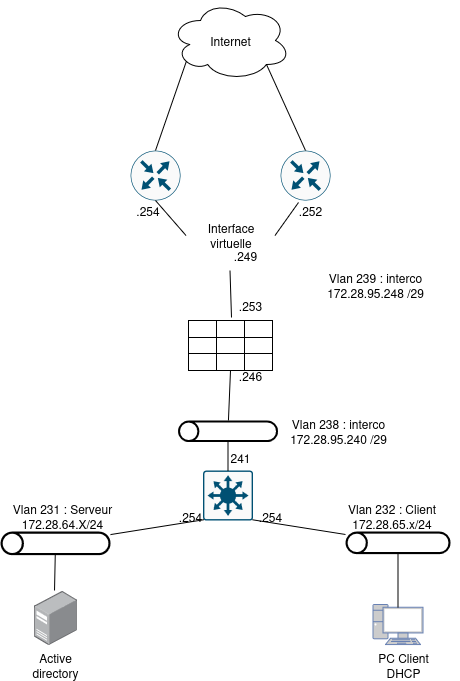 Internet
.254
.252
Interface
virtuelle
.249
Vlan 239 : interco
172.28.95.248 /29
.253
.246
Vlan 238 : interco
172.28.95.240 /29
241
Vlan 231 : Serveur
172.28.64.X/24
.254
.254
Vlan 232 : Client
172.28.65.x/24
Active
directory
PC Client
DHCP